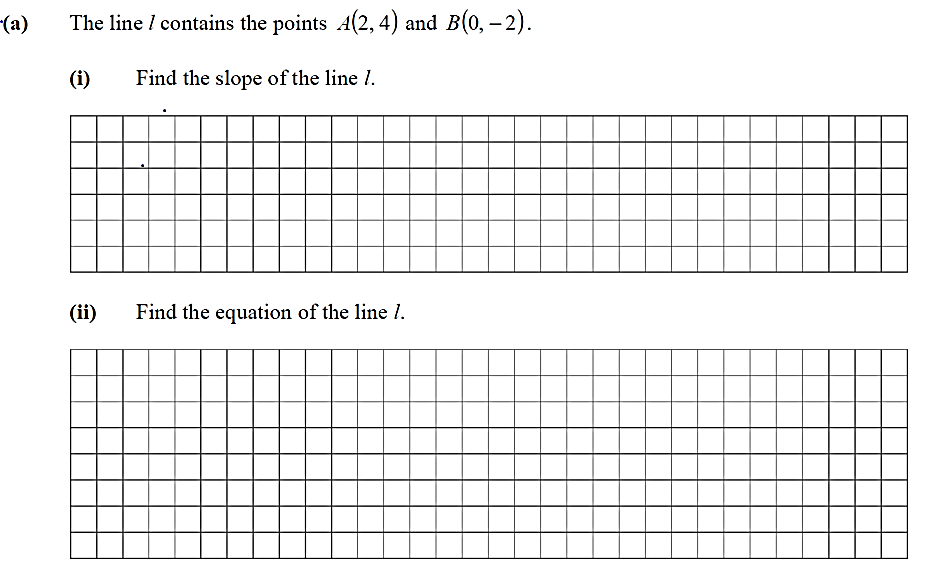 (a) The line l contains the points A(2, 4) and B(0, – 2).
(i) Find the slope of the line l.
(ii) Find the equation of the line l.